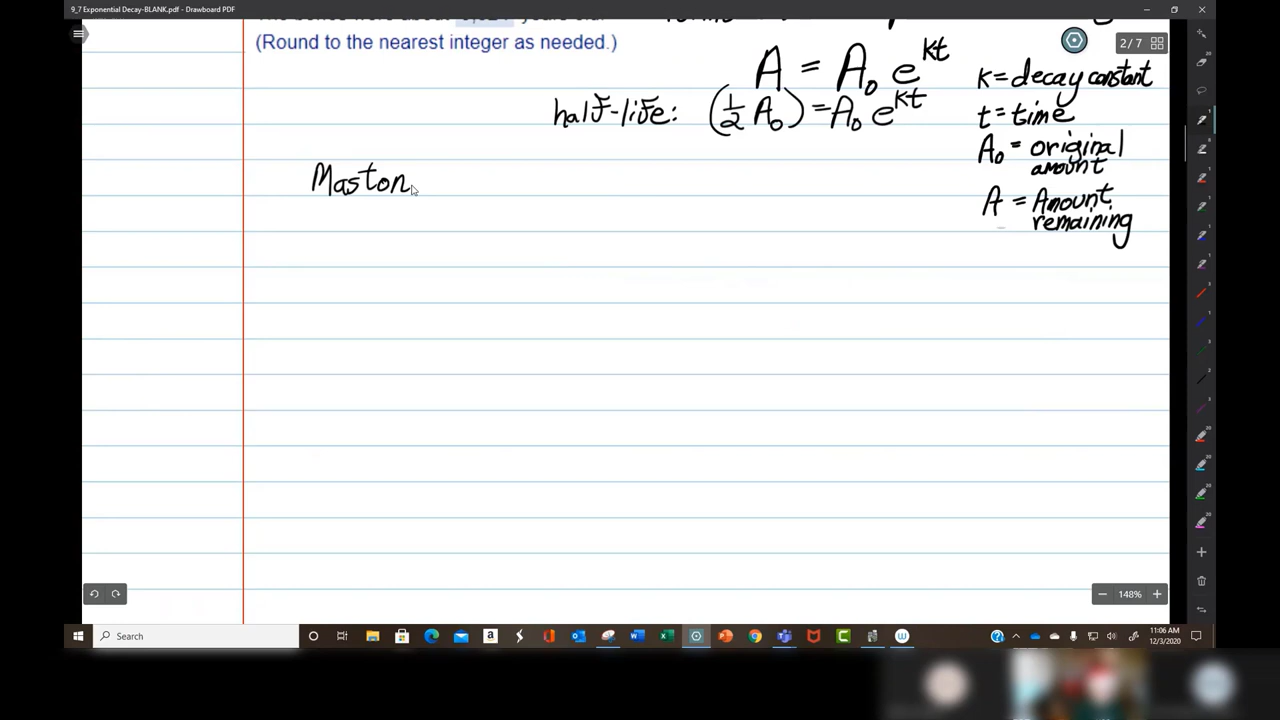 9_7 Exponential Decay-BLANK.pdf - Drawboard PDF
2/7
(Round to the nearest integer as needed.)
A = A₀ e^kt
half-life: (1/2 A₀) = A₀ e^kt
k = decay constant
t = time
A₀ = original amount
A = Amount remaining
Maston
148%
Search
11:06 AM
12/3/2020